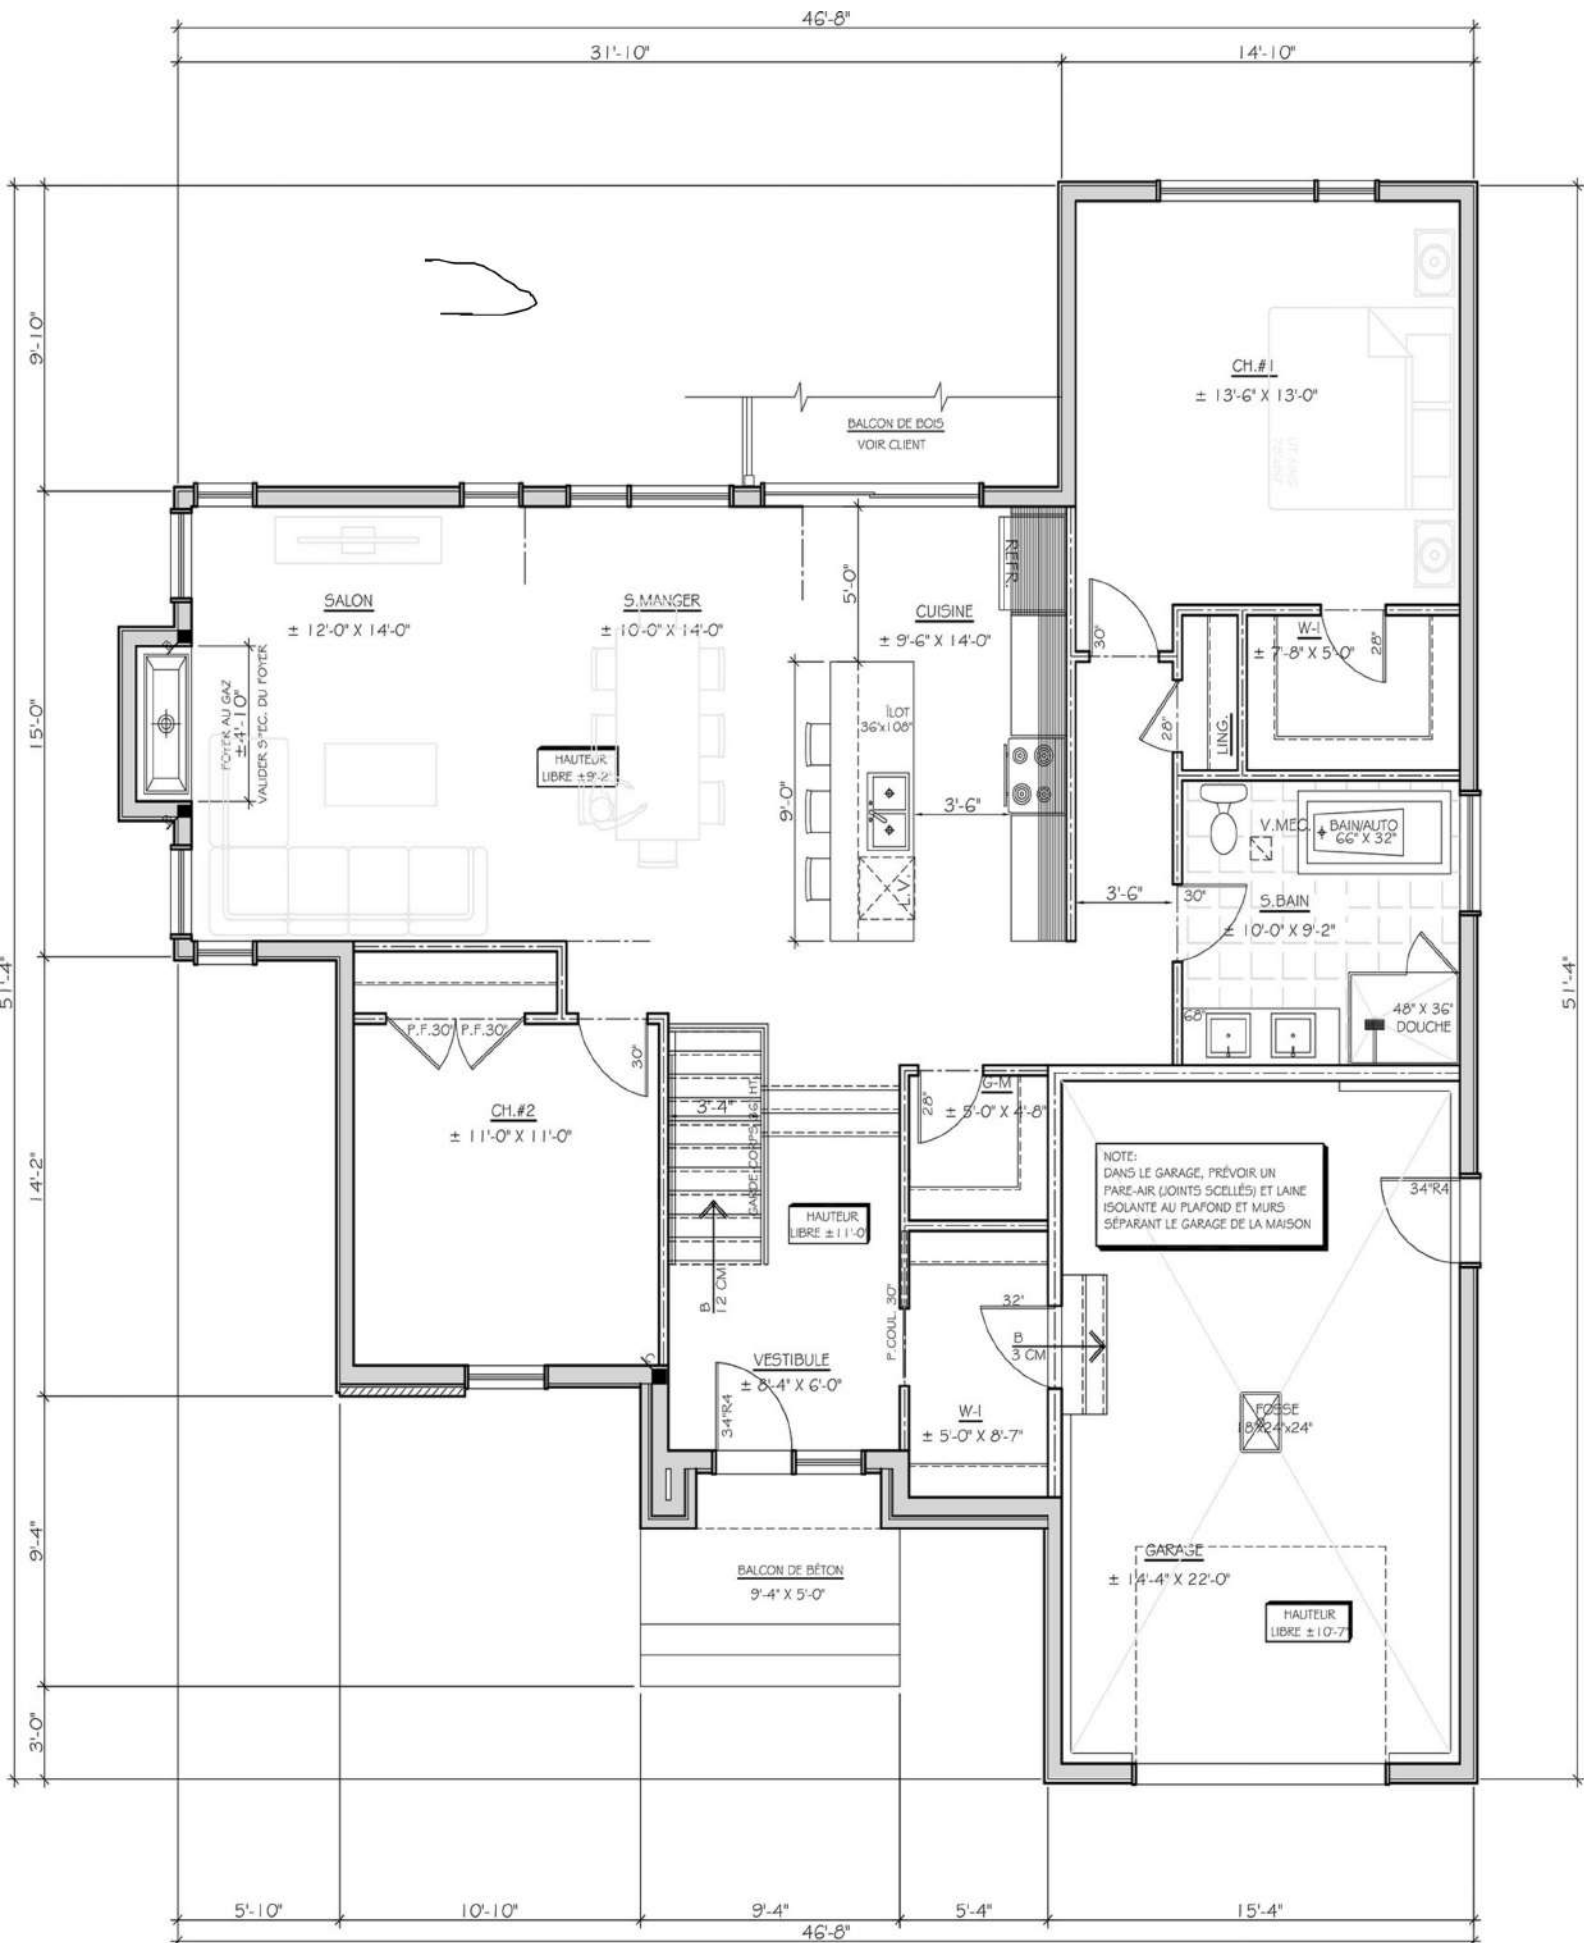 46'-8"
31'-10"
14'-10"
9'-10"
CH.#1
± 13'-6" X 13'-0"
BALCON DE BOIS
VOIR CLIENT
REFR.
5'-0"
SALON
± 12'-0" X 14'-0"
S.MANGER
± 10'-0" X 14'-0"
CUISINE
± 9'-6" X 14'-0"
30"
W-I
± 7'-8" X 5'-0"
28"
15'-0"
FOYER AU GAZ
±4'-10"
VALIDER SPEC. DU FOYER
ÎLOT
36"x108"
28"
LING.
HAUTEUR
LIBRE ±9'-2"
9'-0"
3'-6"
V.MEC.
BAIN/AUTO
66" X 32"
L.V.
3'-6"
30"
S.BAIN
± 10'-0" X 9'-2"
51'-4"
51'-4"
48" X 36"
DOUCHE
68"
P.F.30"
P.F.30"
30"
CH.#2
± 11'-0" X 11'-0"
3'-4"
GARDE-CORPS 36" HT.
28"
G-M
± 5'-0" X 4'-8"
14'-2"
NOTE:
DANS LE GARAGE, PRÉVOIR UN
PARE-AIR (JOINTS SCELLÉS) ET LAINE
ISOLANTE AU PLAFOND ET MURS
SÉPARANT LE GARAGE DE LA MAISON
34"R4
HAUTEUR
LIBRE ±11'-0"
B
12 CM
P.COUL. 30"
32"
B
3 CM
VESTIBULE
± 8'-4" X 6'-0"
34"R4
W-I
± 5'-0" X 8'-7"
FOSSE
18"x24"x24"
9'-4"
BALCON DE BÉTON
9'-4" X 5'-0"
GARAGE
± 14'-4" X 22'-0"
HAUTEUR
LIBRE ±10'-7"
3'-0"
5'-10"
10'-10"
9'-4"
5'-4"
15'-4"
46'-8"